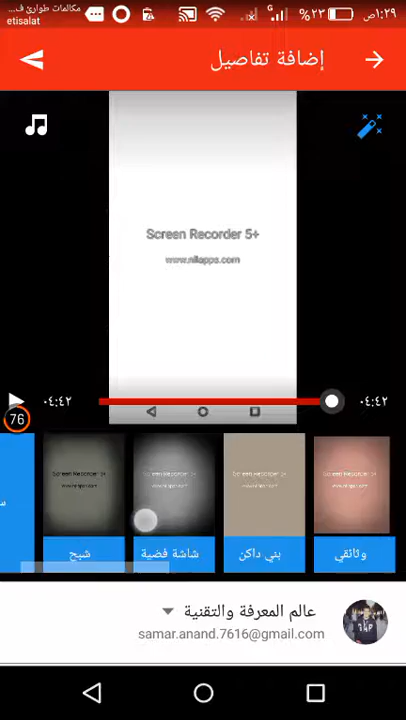 مكالمات طوارئ ف..
etisalat
٪٢٣
١:٢٩ص
إضافة تفاصيل
Screen Recorder 5+
www.nllapps.com
٠٤:٤٢
٠٤:٤٢
76
شبح
شاشة فضية
بني داكن
وثائقي
عالم المعرفة والتقنية
samar.anand.7616@gmail.com